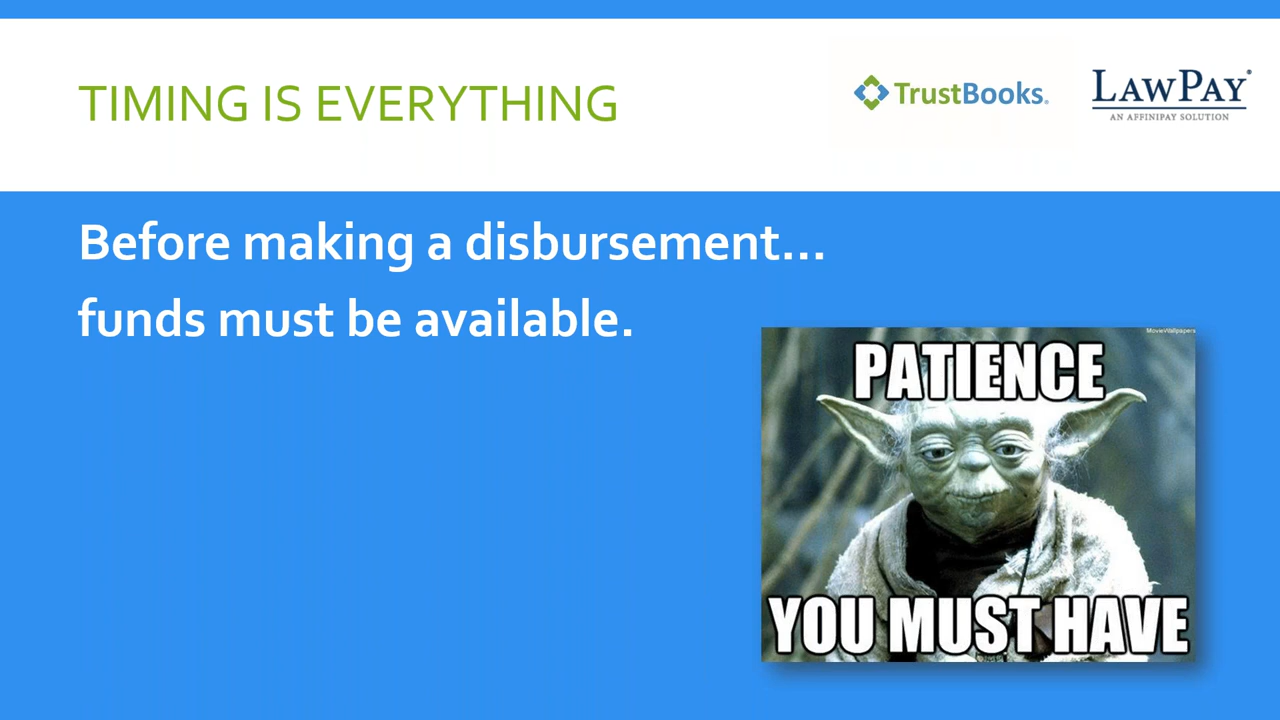 TIMING IS EVERYTHING
TrustBooks®
LAWPAY®
AN AFFINIPAY SOLUTION
Before making a disbursement...
funds must be available.
MovieWallpapers
PATIENCE
YOU MUST HAVE